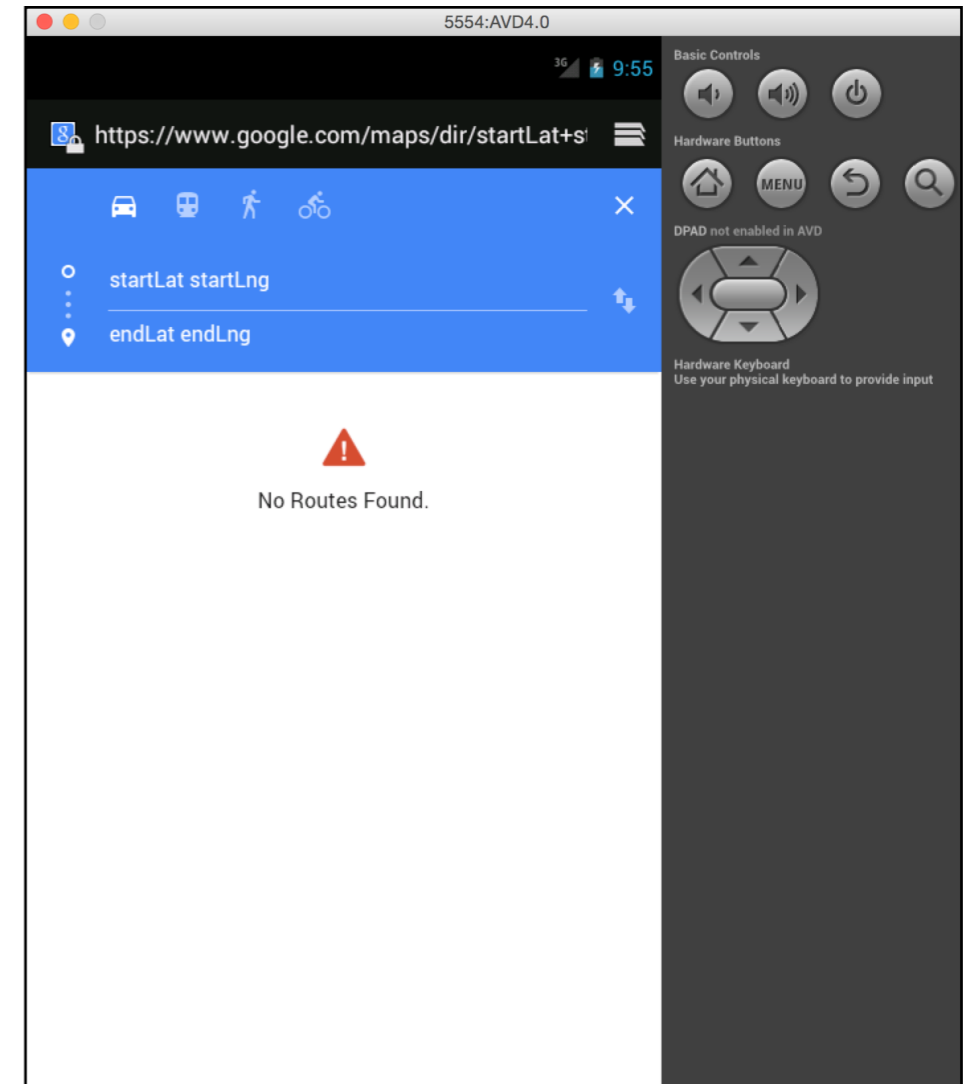 5554:AVD4.0
3G 9:55
8 https://www.google.com/maps/dir/startLat+st
startLat startLng
endLat endLng
No Routes Found.
Basic Controls
Hardware Buttons
MENU
DPAD not enabled in AVD
Hardware Keyboard
Use your physical keyboard to provide input